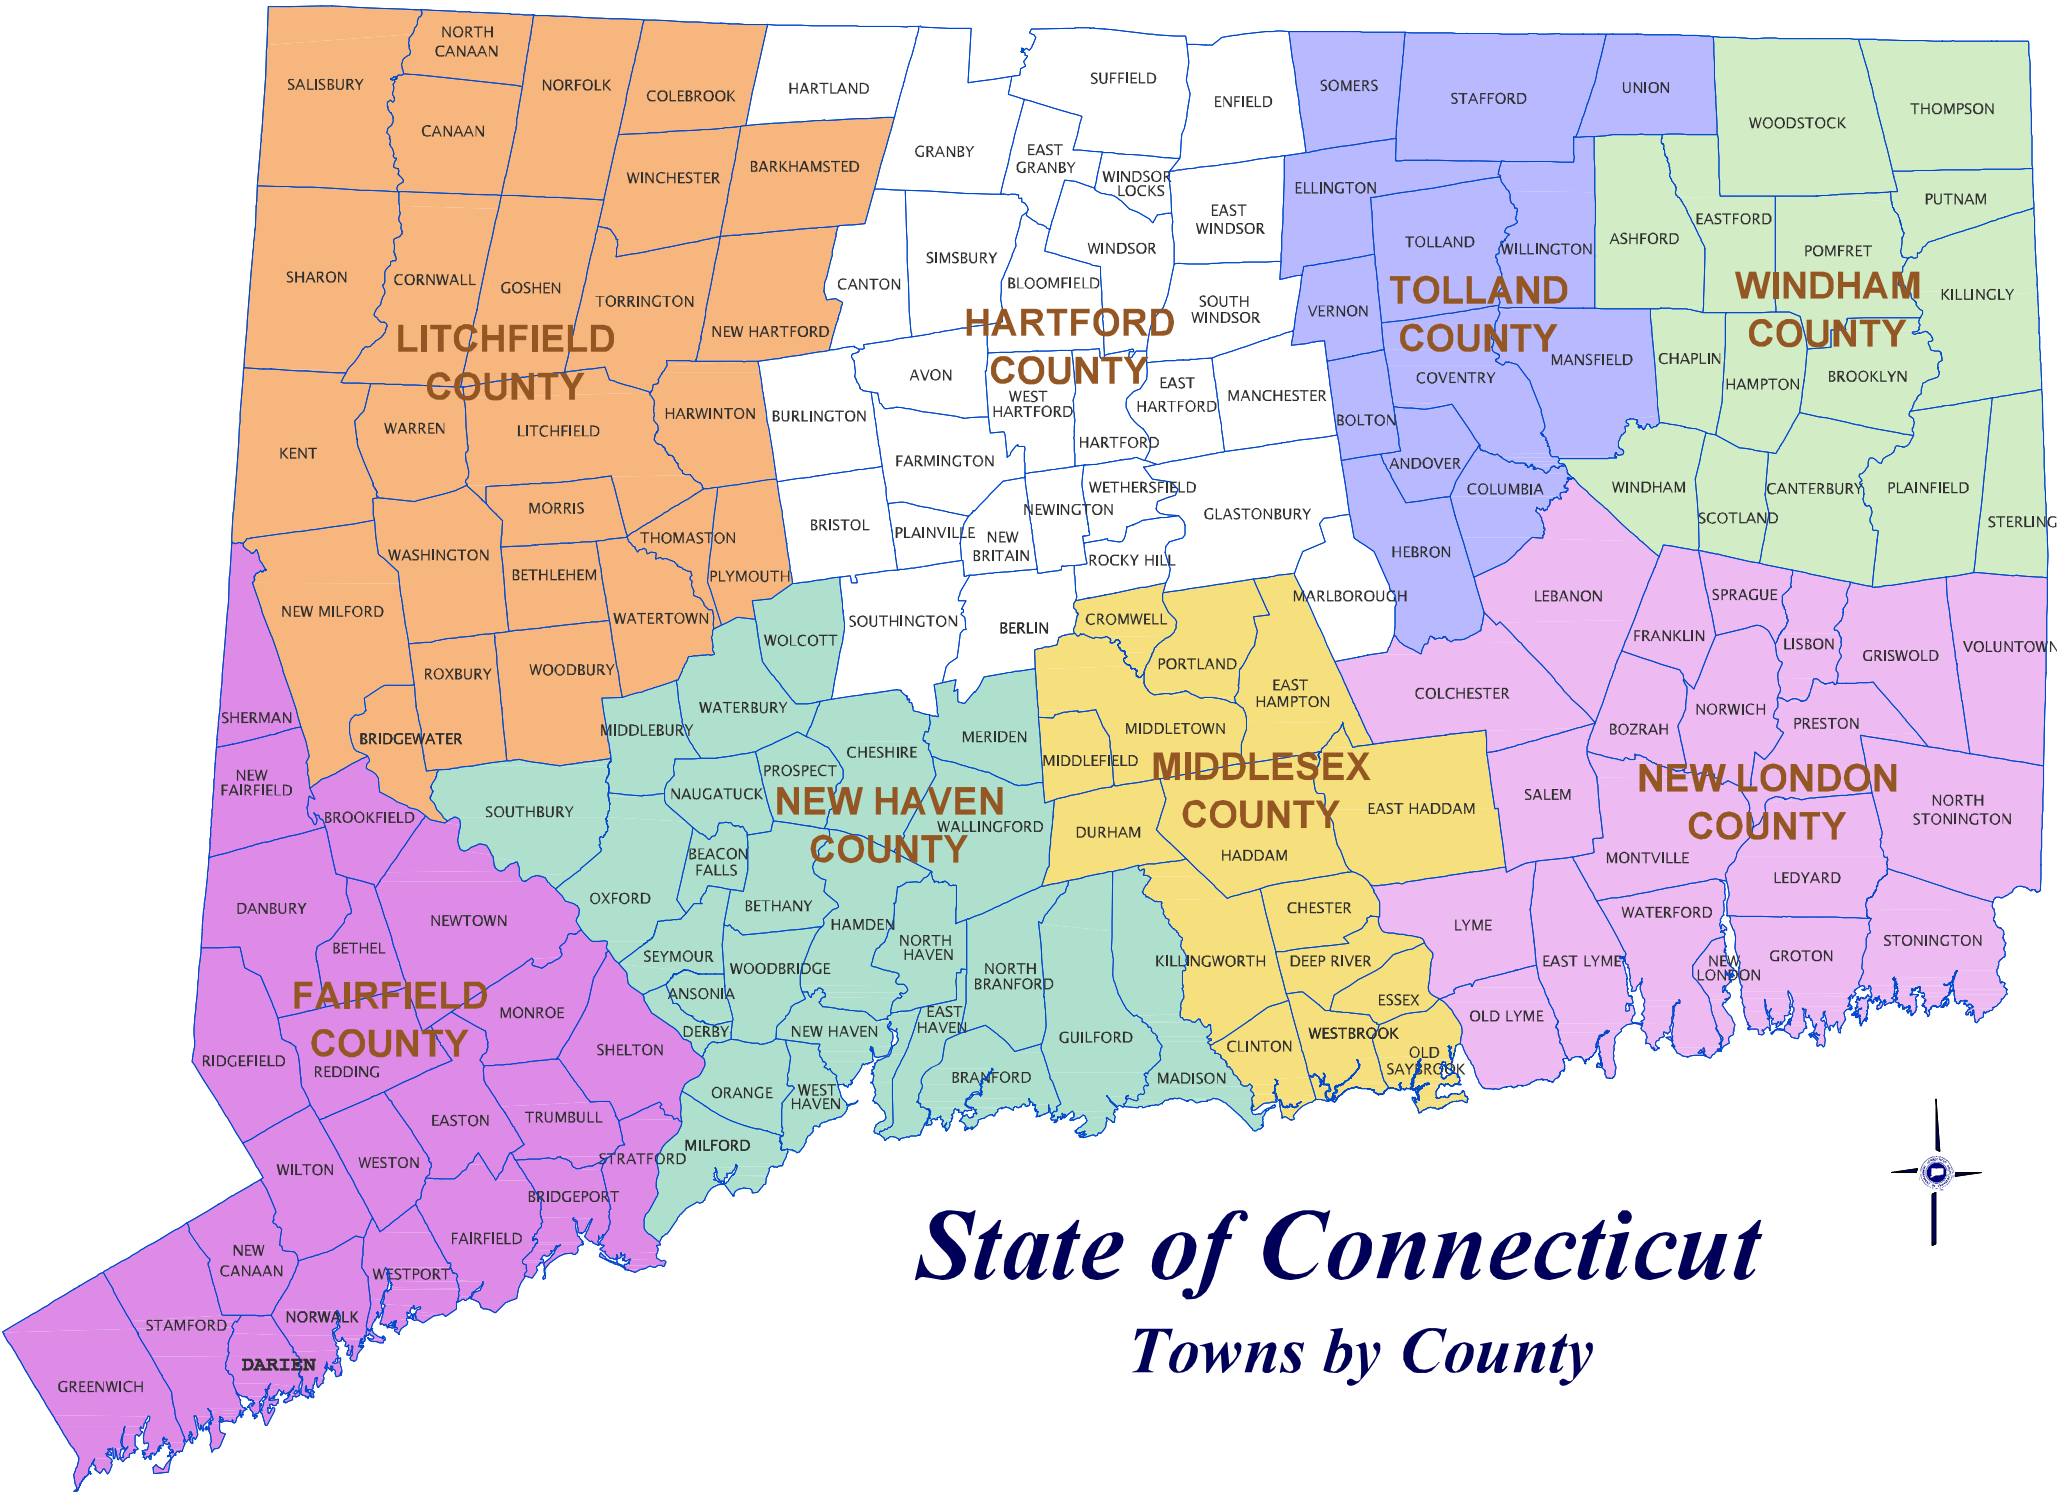 NORTH
CANAAN
SALISBURY
NORFOLK
COLEBROOK
HARTLAND
SUFFIELD
ENFIELD
SOMERS
STAFFORD
UNION
WOODSTOCK
THOMPSON
CANAAN
WINCHESTER
BARKHAMSTED
GRANBY
EAST
GRANBY
WINDSOR
LOCKS
ELLINGTON
EAST
WINDSOR
PUTNAM
EASTFORD
SHARON
CORNWALL
GOSHEN
TORRINGTON
NEW HARTFORD
CANTON
SIMSBURY
BLOOMFIELD
WINDSOR
SOUTH
WINDSOR
VERNON
TOLLAND
WILLINGTON
ASHFORD
POMFRET
KILLINGLY
LITCHFIELD
COUNTY
HARTFORD
COUNTY
TOLLAND
COUNTY
WINDHAM
COUNTY
KENT
WARREN
LITCHFIELD
HARWINTON
BURLINGTON
AVON
WEST
HARTFORD
HARTFORD
EAST
HARTFORD
MANCHESTER
BOLTON
COVENTRY
MANSFIELD
CHAPLIN
HAMPTON
BROOKLYN
FARMINGTON
ANDOVER
COLUMBIA
WINDHAM
SCOTLAND
CANTERBURY
PLAINFIELD
STERLING
MORRIS
WASHINGTON
BETHLEHEM
THOMASTON
PLYMOUTH
WATERTOWN
BRISTOL
PLAINVILLE
NEW
BRITAIN
NEWINGTON
WETHERSFIELD
ROCKY HILL
GLASTONBURY
HEBRON
MARLBOROUGH
NEW MILFORD
ROXBURY
WOODBURY
BRIDGEWATER
WOLCOTT
SOUTHINGTON
BERLIN
CROMWELL
PORTLAND
EAST
HAMPTON
LEBANON
FRANKLIN
SPRAGUE
LISBON
GRISWOLD
VOLUNTOWN
SHERMAN
NEW
FAIRFIELD
BROOKFIELD
SOUTHBURY
MIDDLEBURY
WATERBURY
NAUGATUCK
PROSPECT
CHESHIRE
MERIDEN
MIDDLEFIELD
MIDDLETOWN
COLCHESTER
BOZRAH
NORWICH
PRESTON
NEW HAVEN
COUNTY
MIDDLESEX
COUNTY
NEW LONDON
COUNTY
WALLINGFORD
DURHAM
HADDAM
EAST HADDAM
SALEM
MONTVILLE
LEDYARD
NORTH
STONINGTON
DANBURY
BETHEL
NEWTOWN
OXFORD
BEACON
FALLS
BETHANY
HAMDEN
NORTH
HAVEN
NORTH
BRANFORD
KILLINGWORTH
CHESTER
DEEP RIVER
ESSEX
LYME
EAST LYME
WATERFORD
NEW
LONDON
GROTON
STONINGTON
FAIRFIELD
COUNTY
RIDGEFIELD
REDDING
MONROE
SHELTON
SEYMOUR
ANSONIA
DERBY
WOODBRIDGE
NEW HAVEN
EAST
HAVEN
GUILFORD
MADISON
CLINTON
WESTBROOK
OLD
SAYBROOK
OLD LYME
BRANFORD
ORANGE
WEST
HAVEN
MILFORD
EASTON
TRUMBULL
STRATFORD
BRIDGEPORT
WILTON
WESTON
FAIRFIELD
WESTPORT
NEW
CANAAN
NORWALK
STAMFORD
DARIEN
GREENWICH
State of Connecticut
Towns by County